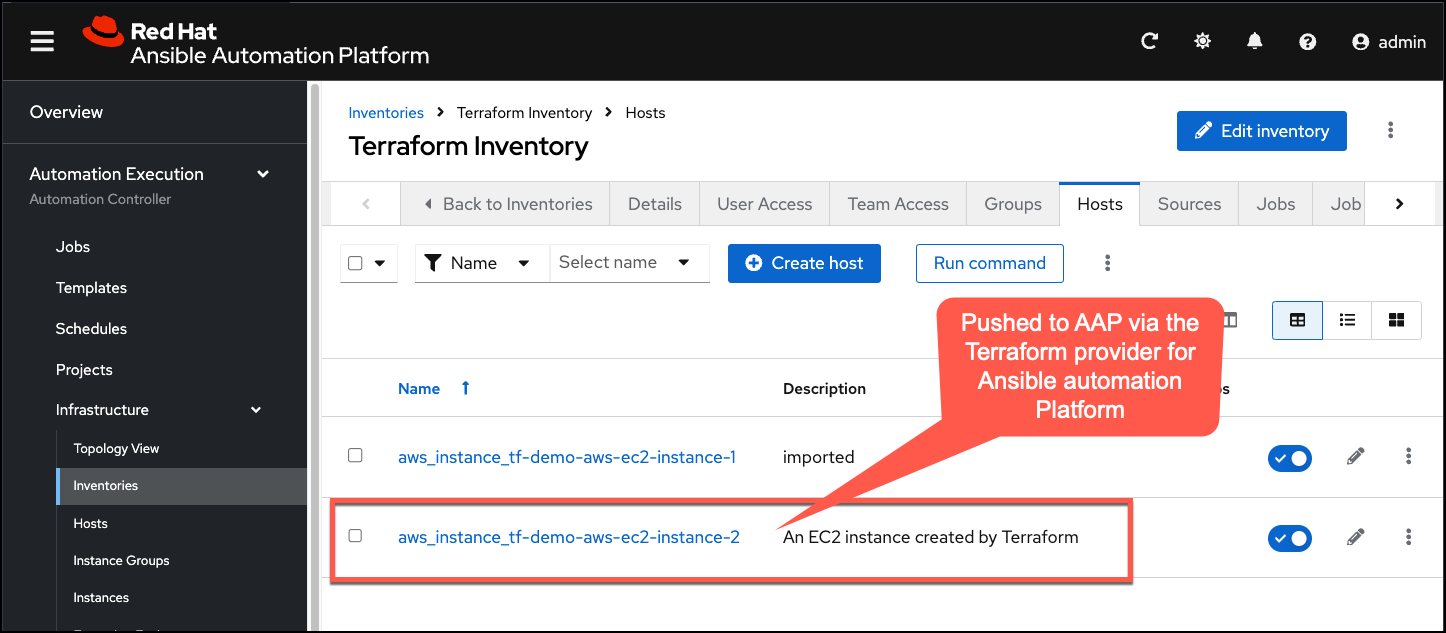 Red Hat
Ansible Automation Platform
admin
Overview
Automation Execution
Automation Controller
Jobs
Templates
Schedules
Projects
Infrastructure
Topology View
Inventories
Hosts
Instance Groups
Instances
Inventories > Terraform Inventory > Hosts
Terraform Inventory
Edit inventory
Back to Inventories Details User Access Team Access Groups Hosts Sources Jobs Job
Name Select name Create host Run command
Pushed to AAP via the
Terraform provider for
Ansible automation
Platform
Name Description
aws_instance_tf-demo-aws-ec2-instance-1 imported
aws_instance_tf-demo-aws-ec2-instance-2 An EC2 instance created by Terraform